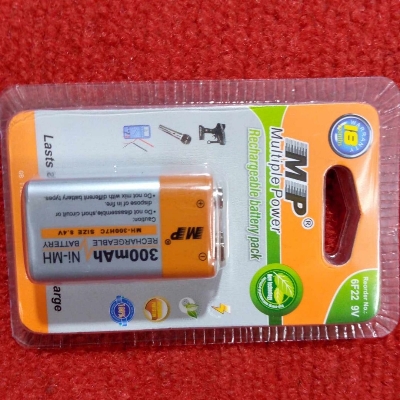 MP®
Multiple Power
Rechargeable battery pack
Reorder No.:
6F22 9V
Lasts
arge
MP®
300mAh
Ni-MH
RECHARGEABLE
BATTERY
MH-300H7C SIZE 8.4V
Caution:
• Do not disassemble, short circuit or
dispose of in fire.
• Do not mix with different battery types